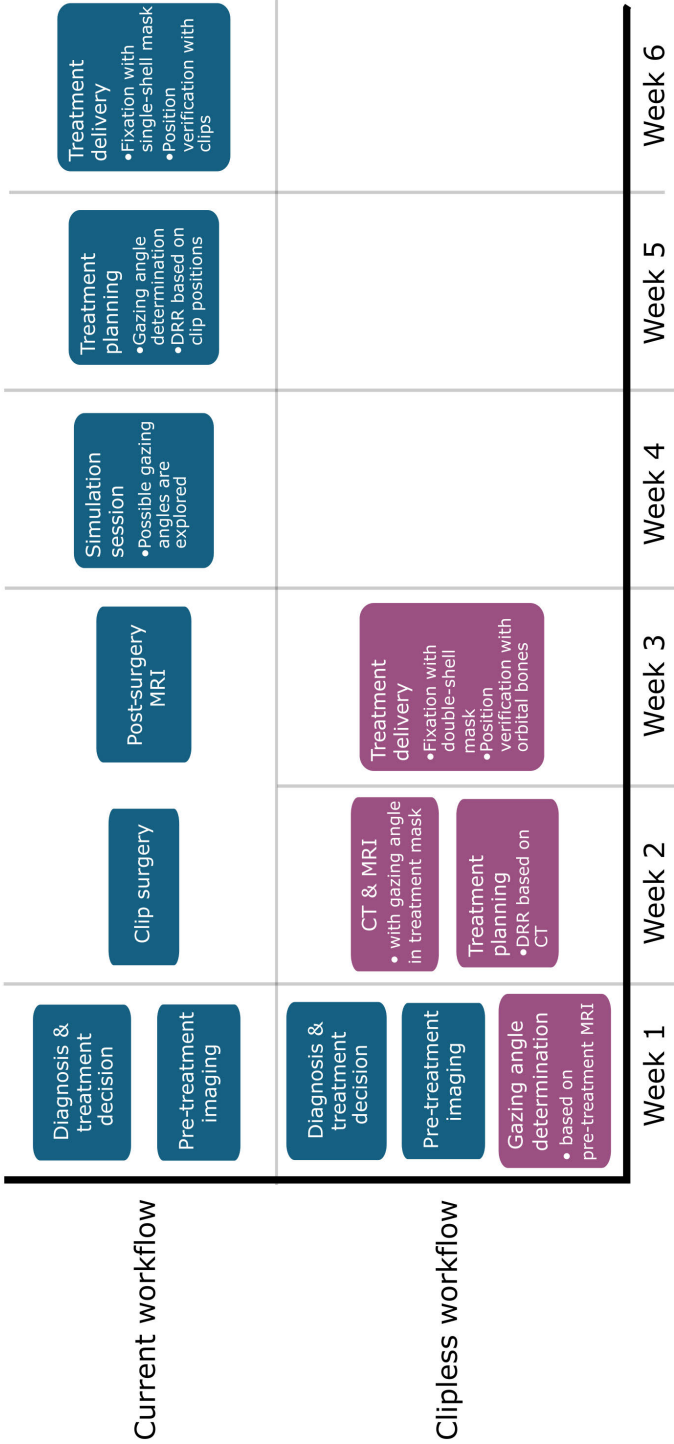 Current workflow
Diagnosis &
treatment
decision
Pre-treatment
imaging
Clip surgery
Post-surgery
MRI
Simulation
session
•Possible gazing
angles are
explored
Treatment
planning
•Gazing angle
determination
•DRR based on
clip positions
Treatment
delivery
•Fixation with
single-shell mask
•Position
verification with
clips
Clipless workflow
Diagnosis &
treatment
decision
Pre-treatment
imaging
Gazing angle
determination
• based on
pre-treatment MRI
CT & MRI
• with gazing angle
in treatment mask
Treatment
planning
•DRR based on
CT
Treatment
delivery
•Fixation with
double-shell
mask
•Position
verification with
orbital bones
Week 1
Week 2
Week 3
Week 4
Week 5
Week 6